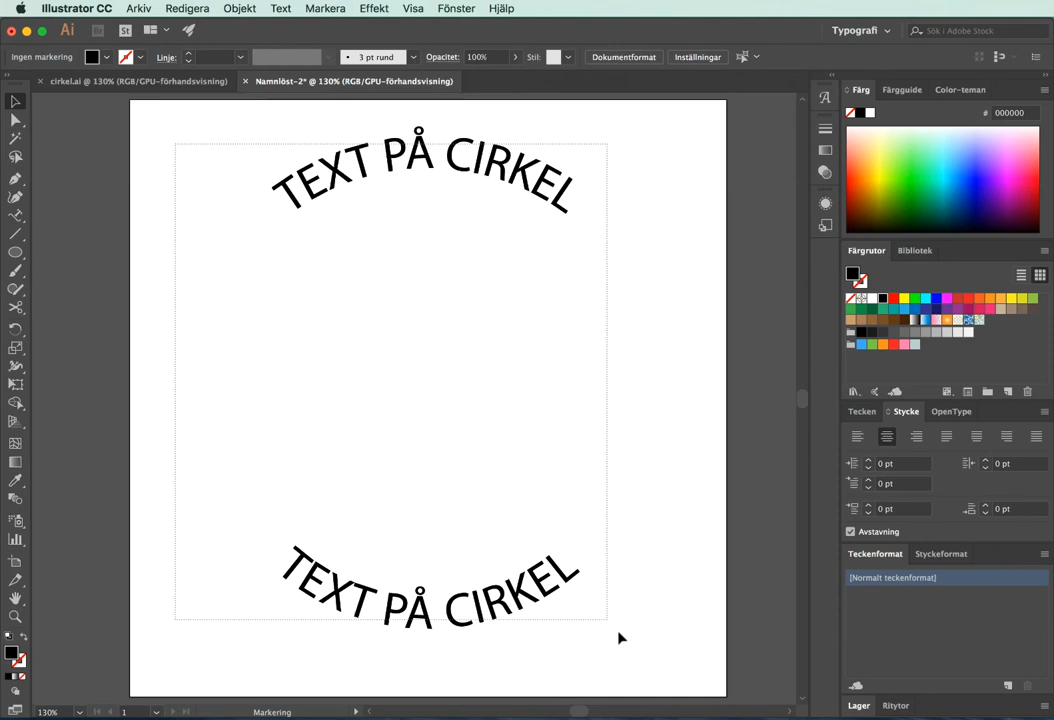 Illustrator CC Arkiv Redigera Objekt Text Markera Effekt Visa Fönster Hjälp
Ai Br St Typografi Sök i Adobe Stock
Ingen markering Linje: 3 pt rund Opacitet: 100% Stil: Dokumentformat Inställningar
× cirkel.ai @ 130% (RGB/GPU-förhandsvisning) × Namnlöst-2* @ 130% (RGB/GPU-förhandsvisning)
Färg Färgguide Color-teman
# 000000
TEXT PÅ CIRKEL
Färgrutor Bibliotek
Tecken Stycke OpenType
0 pt 0 pt
0 pt
0 pt 0 pt
Avstavning
Teckenformat Styckeformat
[Normalt teckenformat]
TEXT PÅ CIRKEL
Lager Ritytor
130% 1 Markering